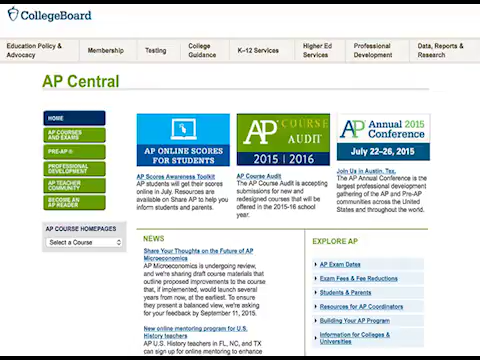 CollegeBoard
Education Policy &
Advocacy
Membership
Testing
College
Guidance
K–12 Services
Higher Ed
Services
Professional
Development
Data, Reports &
Research
AP Central
HOME
AP COURSES
AND EXAMS
PRE-AP®
PROFESSIONAL
DEVELOPMENT
AP TEACHER
COMMUNITY
BECOME AN
AP READER
AP COURSE HOMEPAGES
Select a Course
AP ONLINE SCORES
FOR STUDENTS
AP Scores Awareness Toolkit
AP students will get their scores
online in July. Resources are
available on Share AP to help you
inform students and parents.
AP COURSE
AUDIT
2015 | 2016
AP Course Audit
The AP Course Audit is accepting
submissions for new and
redesigned courses that will be
offered in the 2015-16 school
year.
AP Annual 2015
Conference
July 22–26, 2015
Join Us in Austin, Tex.
The AP Annual Conference is the
largest professional development
gathering of the AP and Pre-AP
communities across the United
States and throughout the world.
NEWS
Share Your Thoughts on the Future of AP
Microeconomics
AP Microeconomics is undergoing review,
and we're sharing draft course materials that
outline proposed improvements to the course
that, if implemented, would launch several
years from now, at the earliest. To ensure
they present a balanced view, we're asking
for your feedback by September 11, 2015.
New online mentoring program for U.S.
History teachers
AP U.S. History teachers in FL, NC, and TX
can sign up for online mentoring to enhance
EXPLORE AP
AP Exam Dates
Exam Fees & Fee Reductions
Students & Parents
Resources for AP Coordinators
Building Your AP Program
Information for Colleges &
Universities